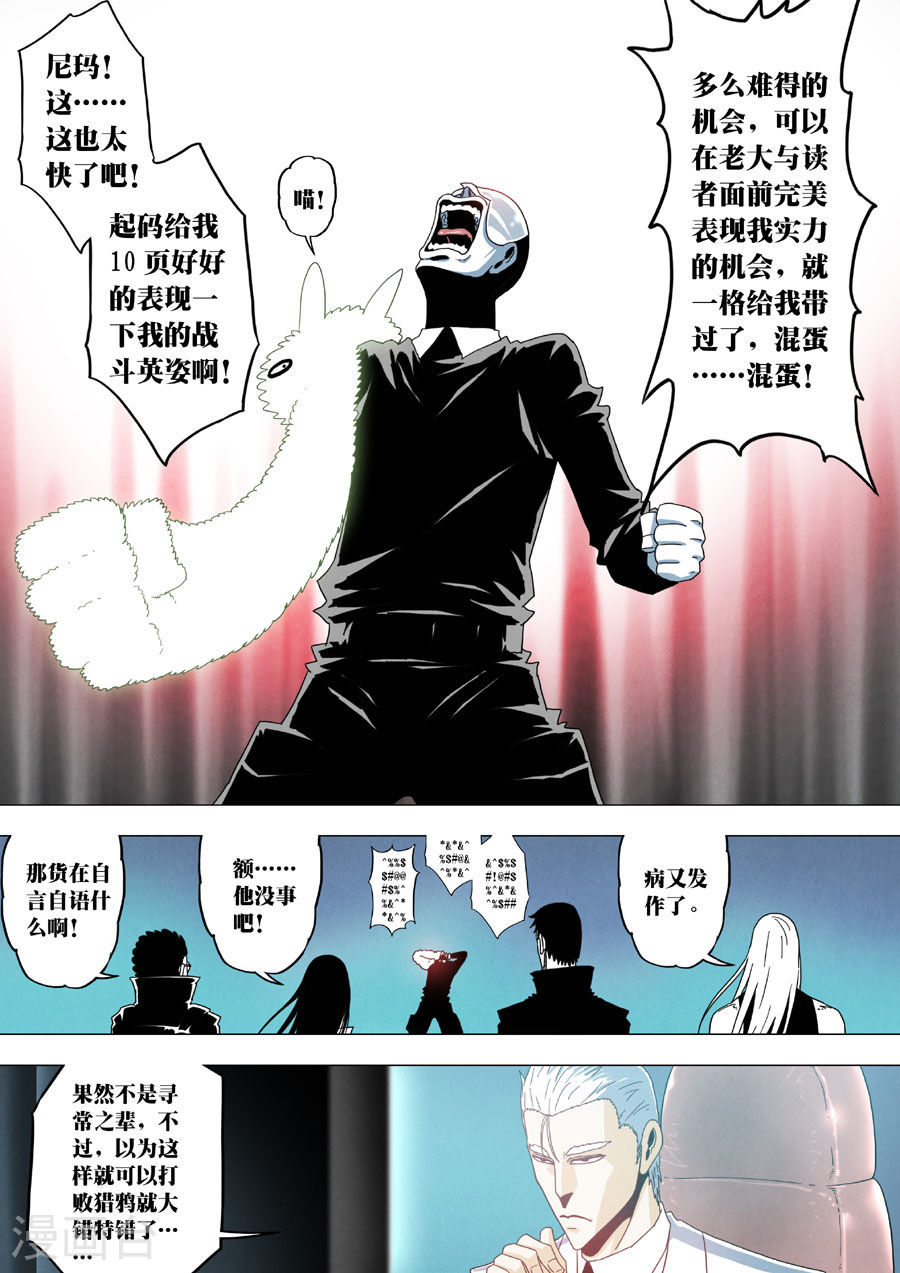 尼玛！
这……
这也太
快了吧！
起码给我
10页好好
的表现一
下我的战
斗英姿啊！
喵！
多么难得的
机会，可以
在老大与读
者面前完美
表现我实力
的机会，就
一格给我带
过了，混蛋
……混蛋！
那货在自
言自语什
么啊！
额……
他没事
吧！
^%%$
$#@@
#$%^
%&^*
*&^%
*&*&^
%$#@&
^%*&^
&^$%$
#!@#$
%^&*&
^&*&
^%$##
病又发
作了。
果然不是寻
常之辈，不
过，以为这
样就可以打
败猎鸦就大
错特错了…
……
漫画台